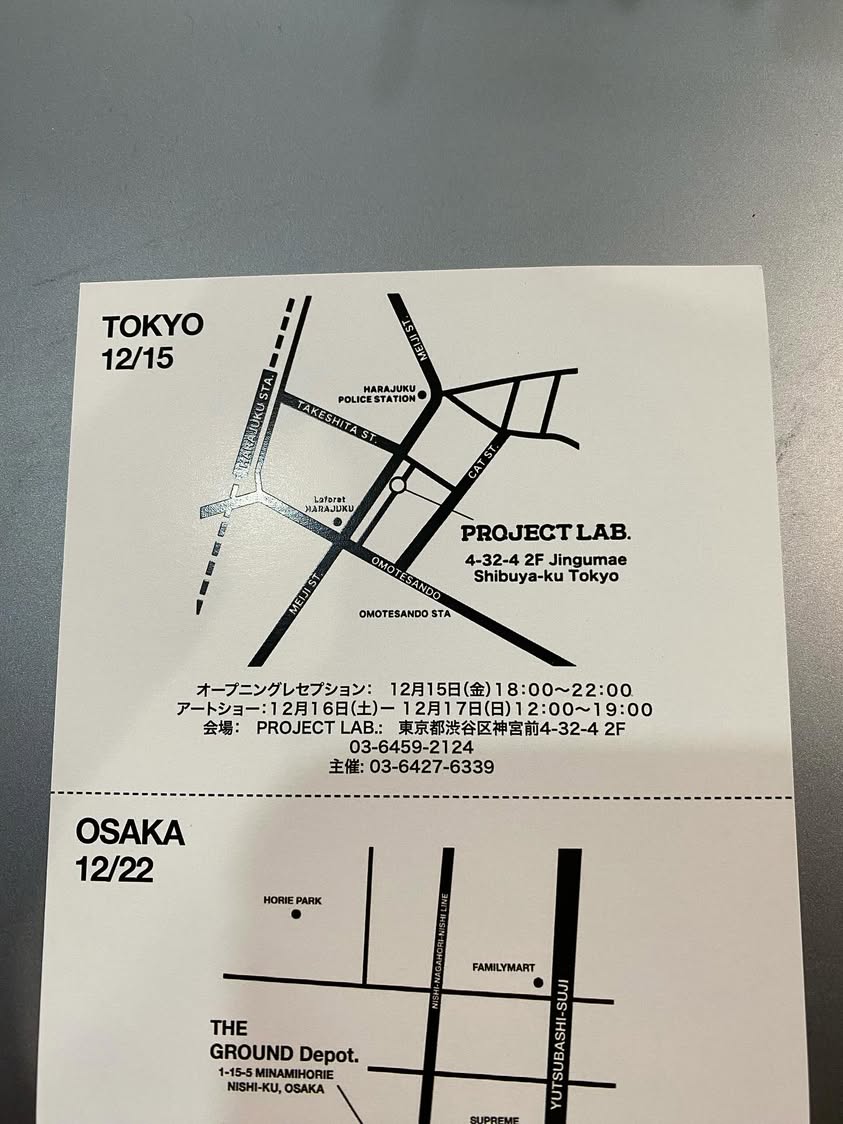 TOKYO
12/15
MEIJI ST.
HARAJUKU
POLICE STATION
HARAJUKU STA.
TAKESHITA ST.
CAT ST.
Laforet
HARAJUKU
PROJECT LAB.
4-32-4 2F Jingumae
Shibuya-ku Tokyo
OMOTESANDO
MEIJI ST.
OMOTESANDO STA
オープニングレセプション： 12月15日(金)18:00〜22:00
アートショー：12月16日(土)ー 12月17日(日)12:00〜19:00
会場： PROJECT LAB.： 東京都渋谷区神宮前4-32-4 2F
03-6459-2124
主催: 03-6427-6339
OSAKA
12/22
HORIE PARK
NISHI-NAGAHORI-NISHI LINE
FAMILYMART
YUTSUBASHI-SUJI
THE
GROUND Depot.
1-15-5 MINAMIHORIE
NISHI-KU, OSAKA
SUPREME